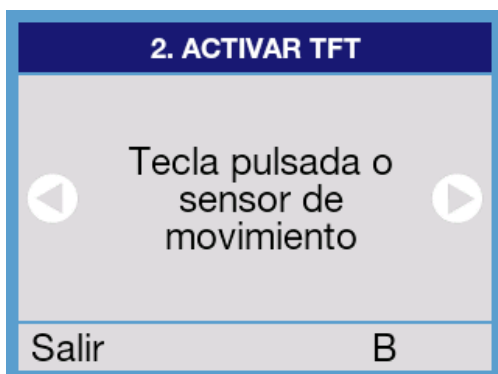 2. ACTIVAR TFT
Tecla pulsada o
sensor de
movimiento
Salir B